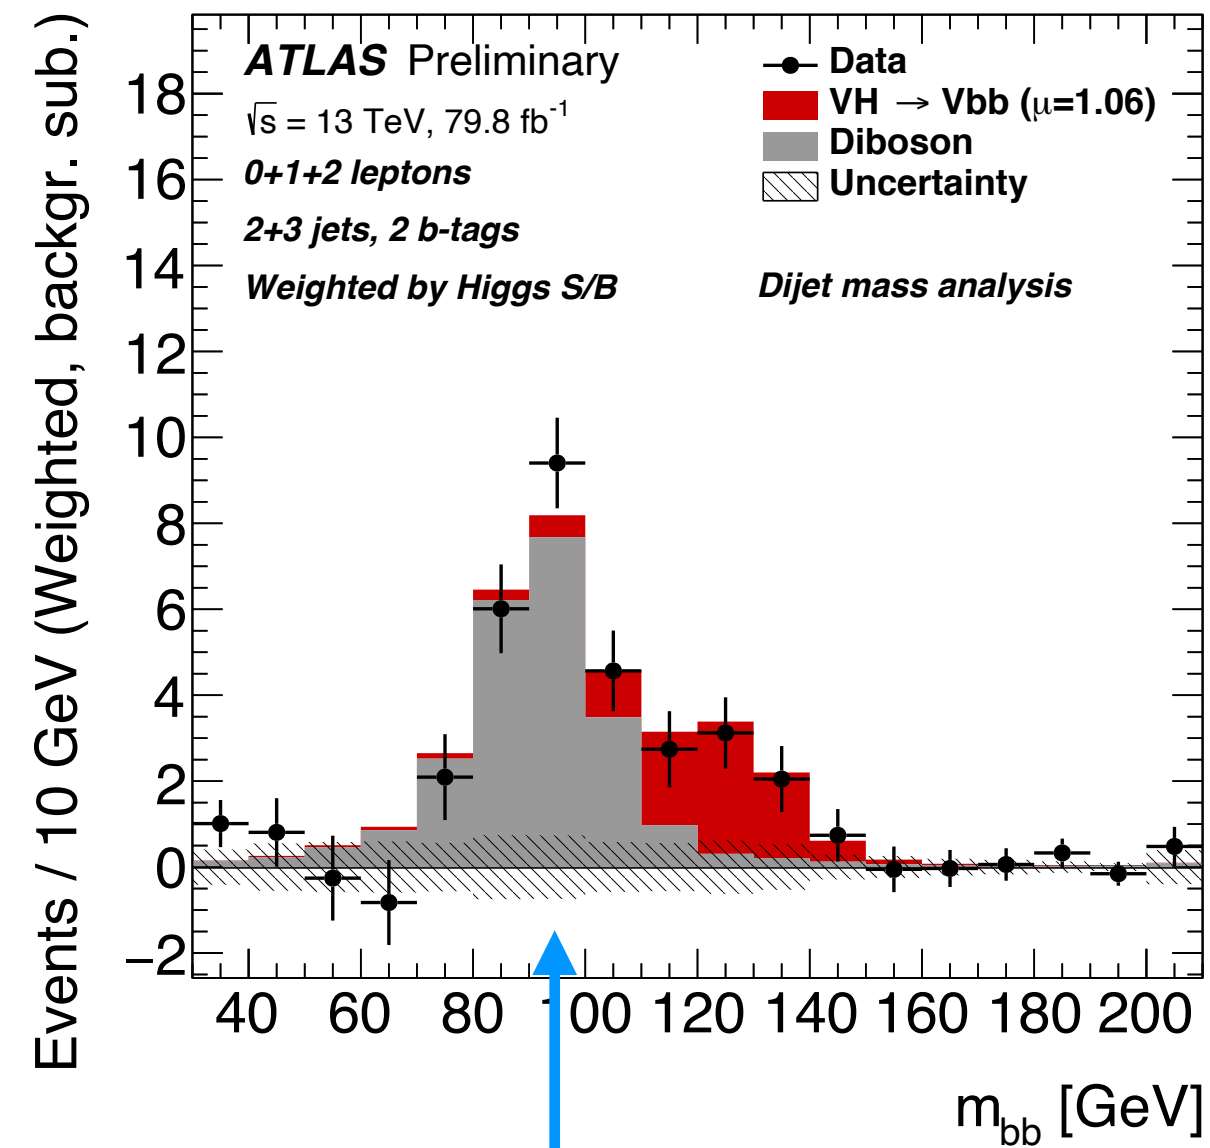 Events / 10 GeV (Weighted, backgr. sub.)
ATLAS Preliminary
√s = 13 TeV, 79.8 fb⁻¹
0+1+2 leptons
2+3 jets, 2 b-tags
Weighted by Higgs S/B
Data
VH → Vbb (μ=1.06)
Diboson
Uncertainty
Dijet mass analysis
18
16
14
12
10
8
6
4
2
0
−2
40 60 80 100 120 140 160 180 200
m_bb [GeV]